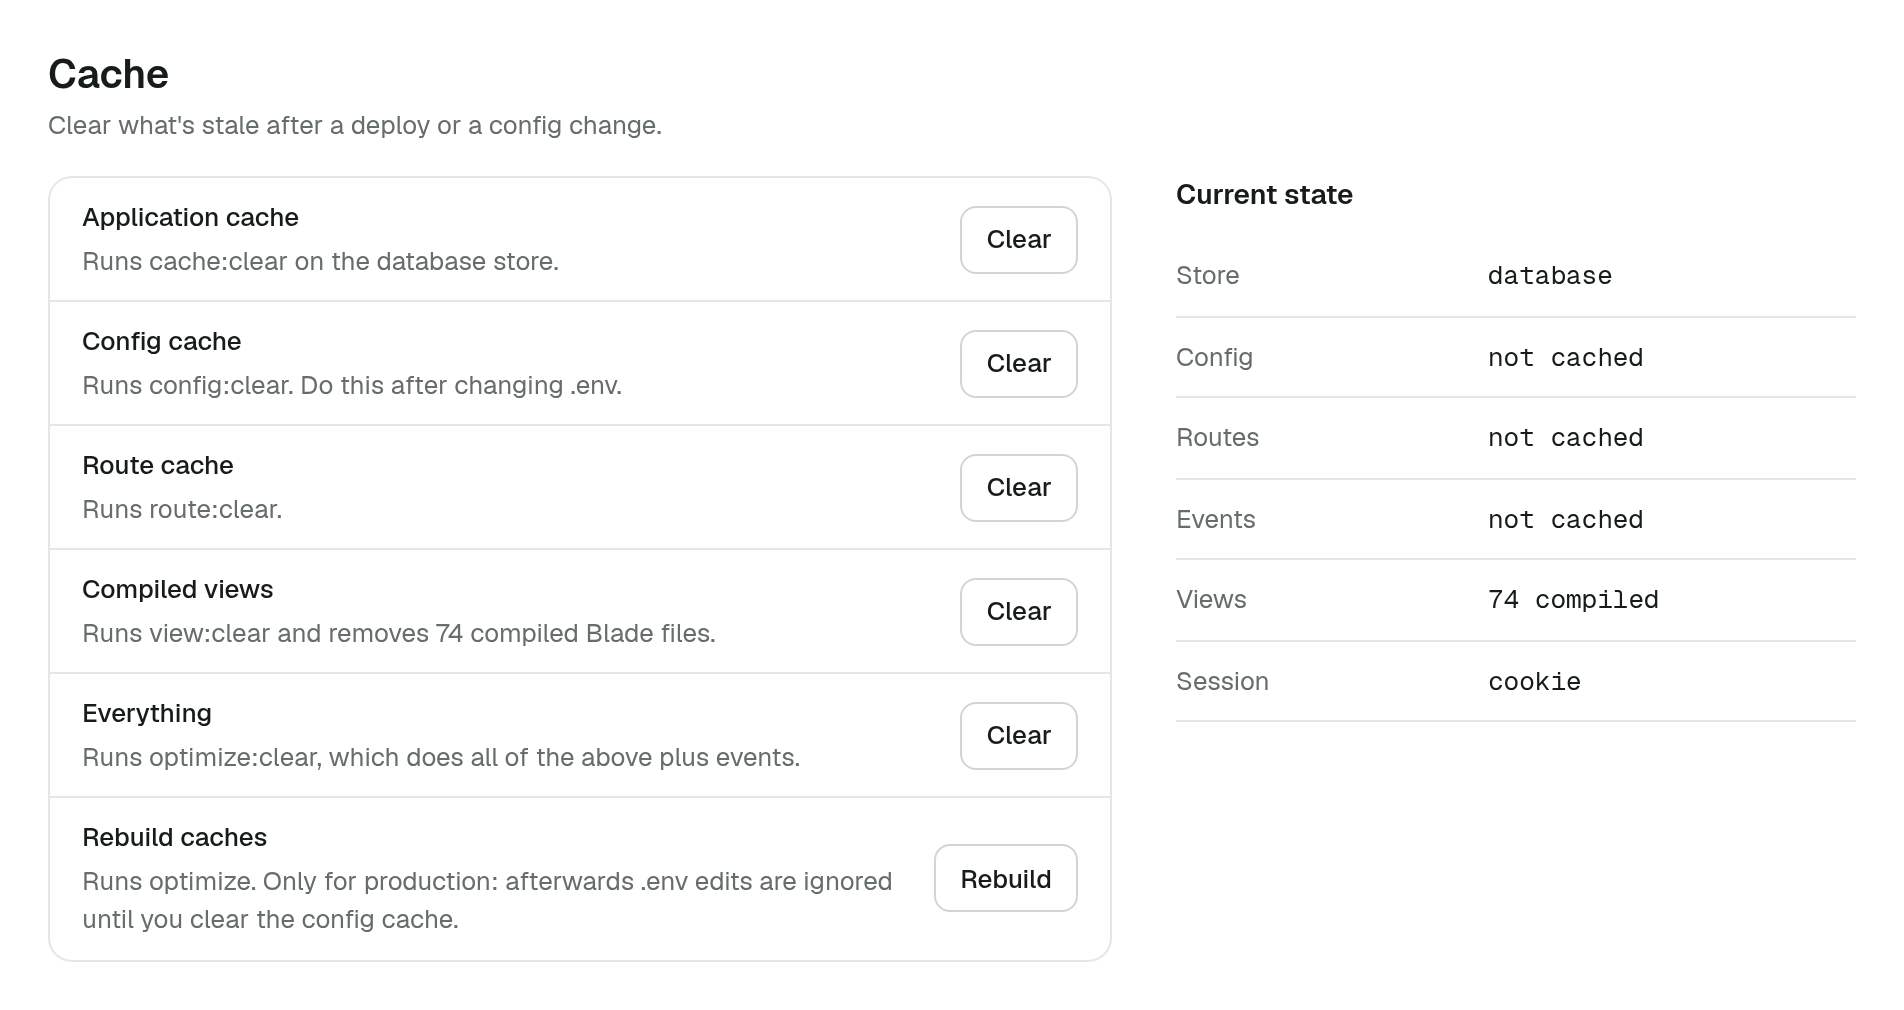 Cache
Clear what's stale after a deploy or a config change.
Application cache
Runs cache:clear on the database store.
Clear
Config cache
Runs config:clear. Do this after changing .env.
Clear
Route cache
Runs route:clear.
Clear
Compiled views
Runs view:clear and removes 74 compiled Blade files.
Clear
Everything
Runs optimize:clear, which does all of the above plus events.
Clear
Rebuild caches
Runs optimize. Only for production: afterwards .env edits are ignored
until you clear the config cache.
Rebuild
Current state
Store database
Config not cached
Routes not cached
Events not cached
Views 74 compiled
Session cookie